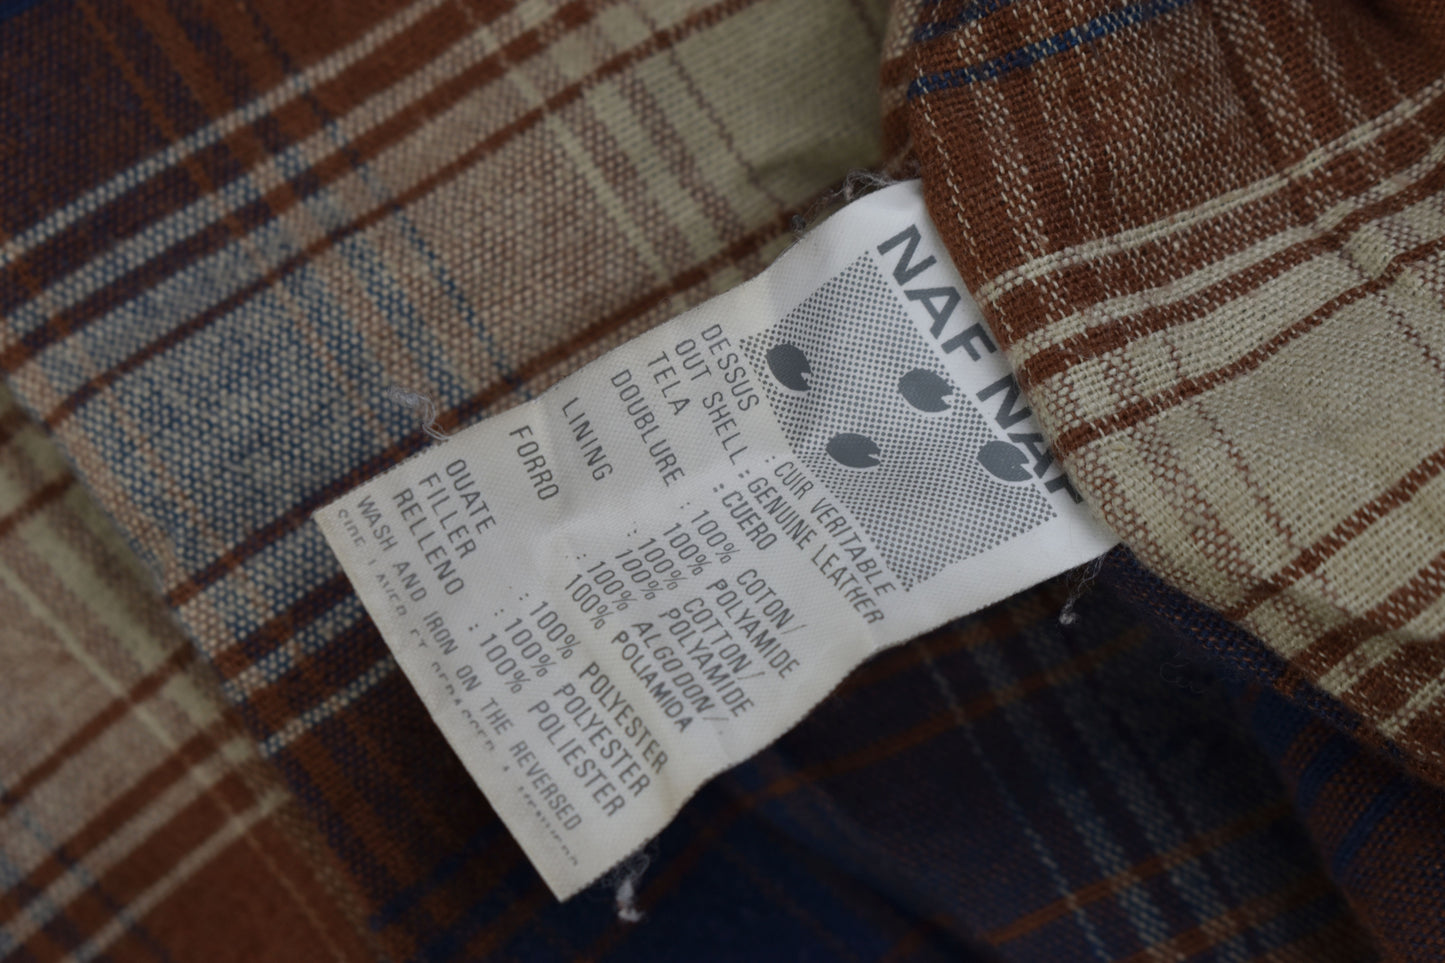 NAF NAF
DESSUS : CUIR VERITABLE
OUT SHELL : GENUINE LEATHER
TELA : CUERO
DOUBLURE : 100% COTON/
100% POLYAMIDE
LINING : 100% COTTON/
100% POLYAMIDE
FORRO : 100% ALGODON/
100% POLIAMIDA
OUATE : 100% POLYESTER
FILLER : 100% POLYESTER
RELLENO : 100% POLIESTER
WASH AND IRON ON THE REVERSED